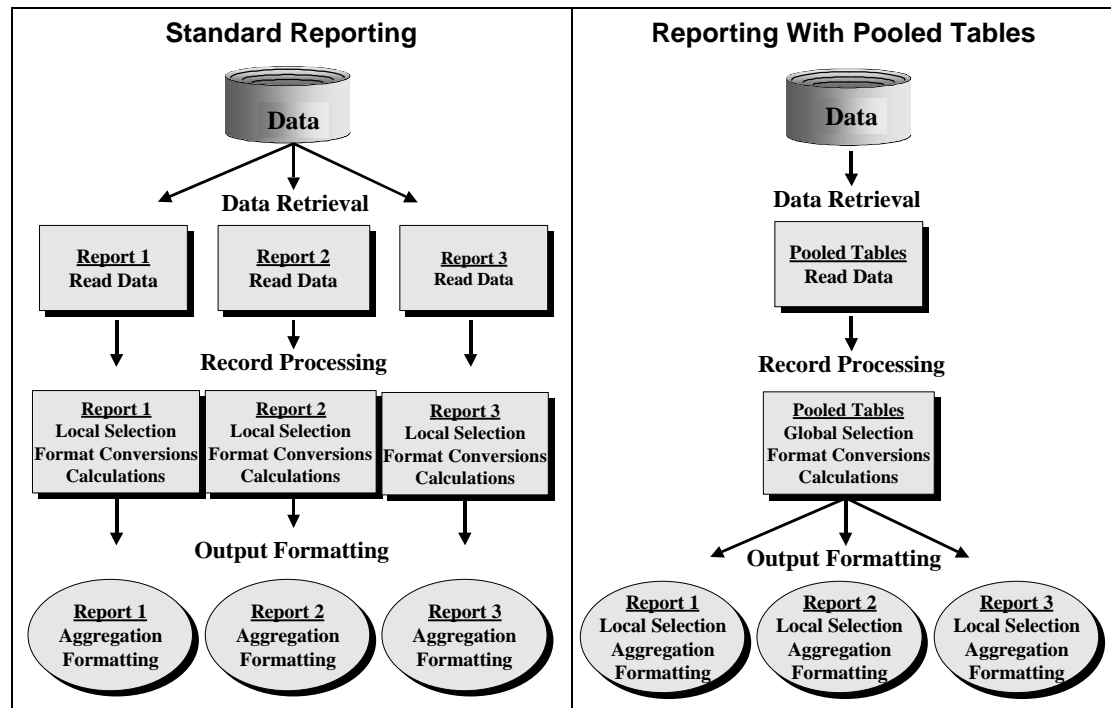 Standard Reporting
Data
Data Retrieval
Report 1
Read Data
Report 2
Read Data
Report 3
Read Data
Record Processing
Report 1
Local Selection
Format Conversions
Calculations
Report 2
Local Selection
Format Conversions
Calculations
Report 3
Local Selection
Format Conversions
Calculations
Output Formatting
Report 1
Aggregation
Formatting
Report 2
Aggregation
Formatting
Report 3
Aggregation
Formatting
Reporting With Pooled Tables
Data
Data Retrieval
Pooled Tables
Read Data
Record Processing
Pooled Tables
Global Selection
Format Conversions
Calculations
Output Formatting
Report 1
Local Selection
Aggregation
Formatting
Report 2
Local Selection
Aggregation
Formatting
Report 3
Local Selection
Aggregation
Formatting